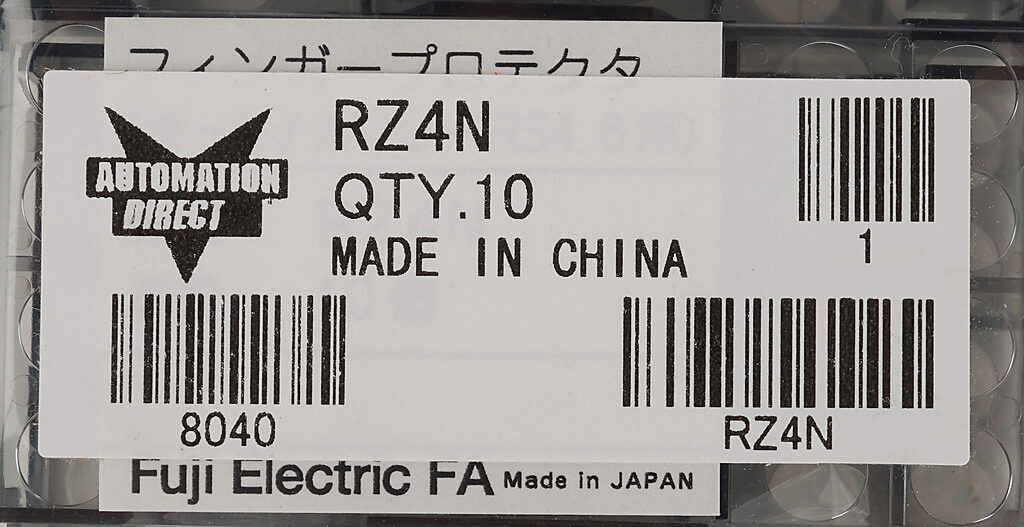 フィンガープロテクタ
AUTOMATION
DIRECT
RZ4N
QTY.10
MADE IN CHINA
1
8040
RZ4N
Fuji Electric FA Made in JAPAN